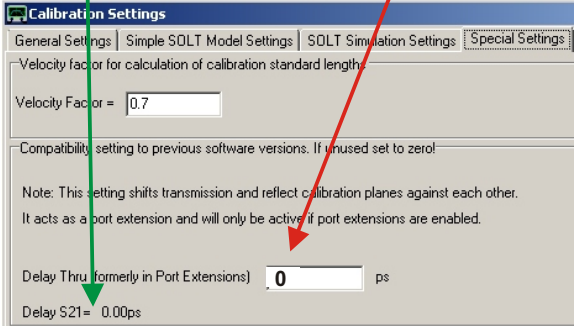 Calibration Settings
General Settings Simple SOLT Model Settings SOLT Simulation Settings Special Settings
Velocity factor for calculation of calibration standard lengths
Velocity Factor = 0.7
Compatibility setting to previous software versions. If unused set to zero!
Note: This setting shifts transmission and reflect calibration planes against each other.
It acts as a port extension and will only be active if port extensions are enabled.
Delay Thru (formerly in Port Extensions) 0 ps
Delay S21= 0.00ps